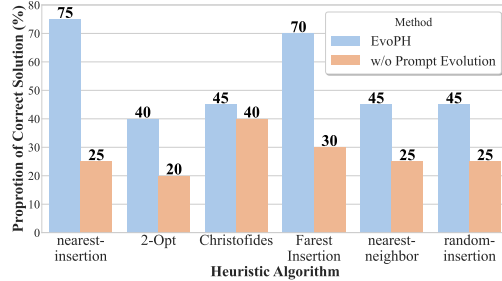 Proprotion of Correct Solution (%)
80
70
60
50
40
30
20
10
0
75
25
40
20
45
40
70
30
45
25
45
25
Method
EvoPH
w/o Prompt Evolution
nearest-
insertion
2-Opt
Christofides
Farest
Insertion
nearest-
neighbor
random-
insertion
Heuristic Algorithm